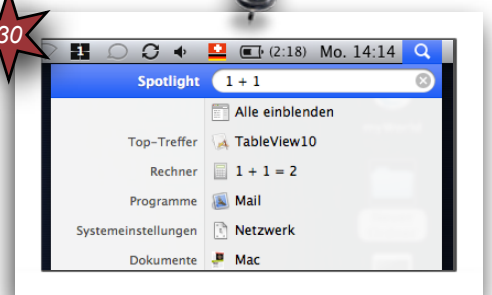 30
(2:18) Mo. 14:14
Spotlight 1 + 1
Alle einblenden
Top-Treffer TableView10
Rechner 1 + 1 = 2
Programme Mail
Systemeinstellungen Netzwerk
Dokumente Mac